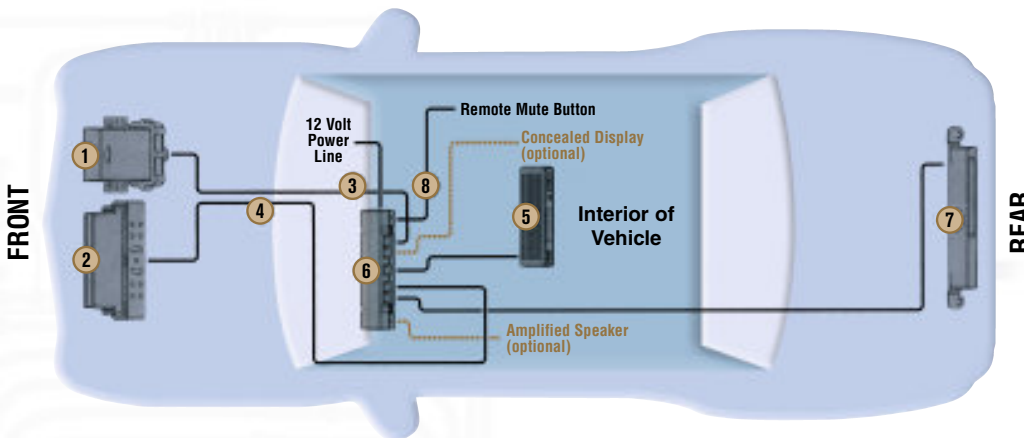 Remote Mute Button
12 Volt
Power
Line
Concealed Display
(optional)
1
3
8
FRONT
4
5
Interior of
Vehicle
7
REAR
2
6
Amplified Speaker
(optional)